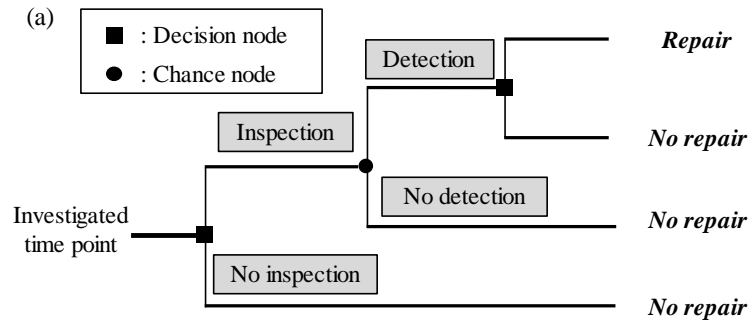 (a)
: Decision node
: Chance node
Repair
Detection
Inspection
No repair
No detection
Investigated
time point
No repair
No inspection
No repair